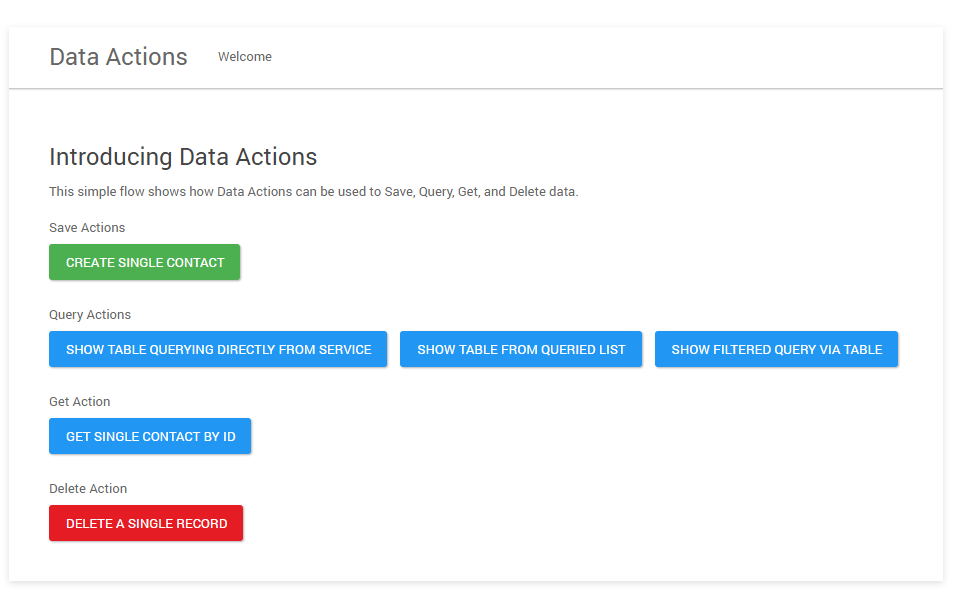 Data Actions Welcome
Introducing Data Actions
This simple flow shows how Data Actions can be used to Save, Query, Get, and Delete data.
Save Actions
CREATE SINGLE CONTACT
Query Actions
SHOW TABLE QUERYING DIRECTLY FROM SERVICE SHOW TABLE FROM QUERIED LIST SHOW FILTERED QUERY VIA TABLE
Get Action
GET SINGLE CONTACT BY ID
Delete Action
DELETE A SINGLE RECORD